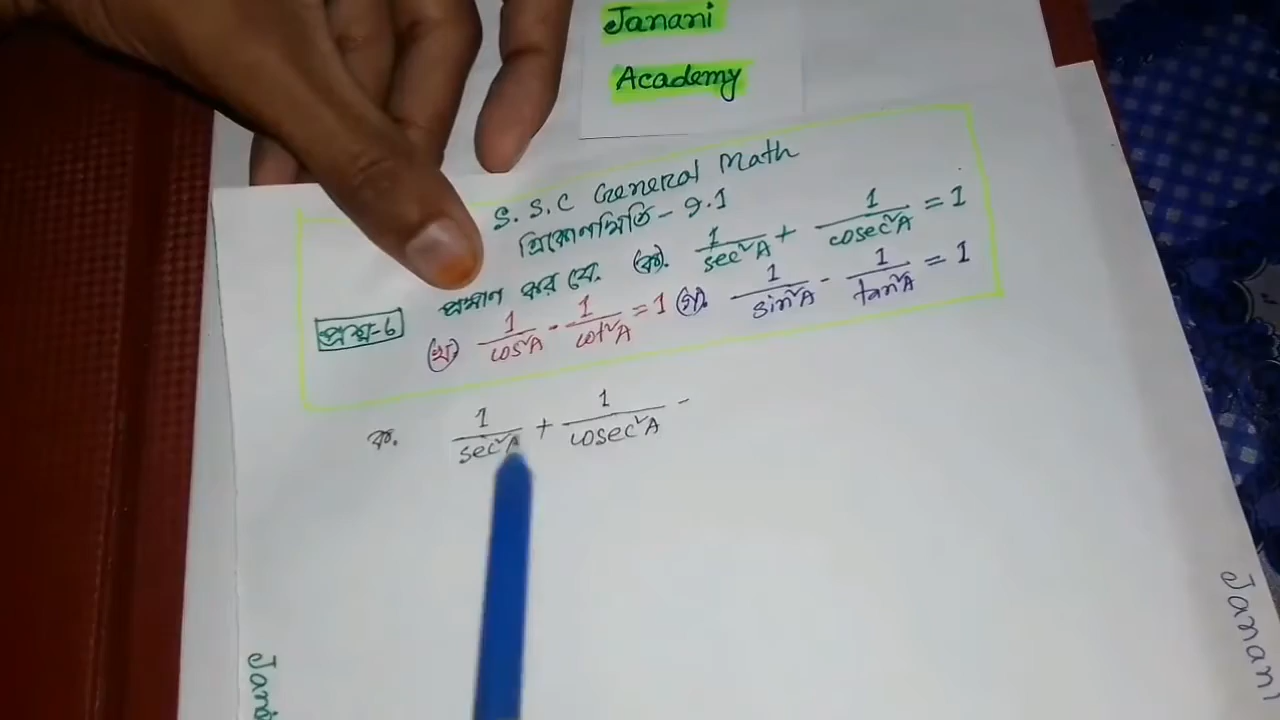 Janani
Academy
S.S.C General Math
ত্রিকোণমিতি - 9.1
প্রশ্ন-৬ প্রমান কর যে. (ক). 1/sec²A + 1/cosec²A = 1
(খ) 1/cos²A - 1/cot²A = 1 (গ). 1/sin²A - 1/tan²A = 1
ক. 1/sec²A + 1/cosec²A -
Janani